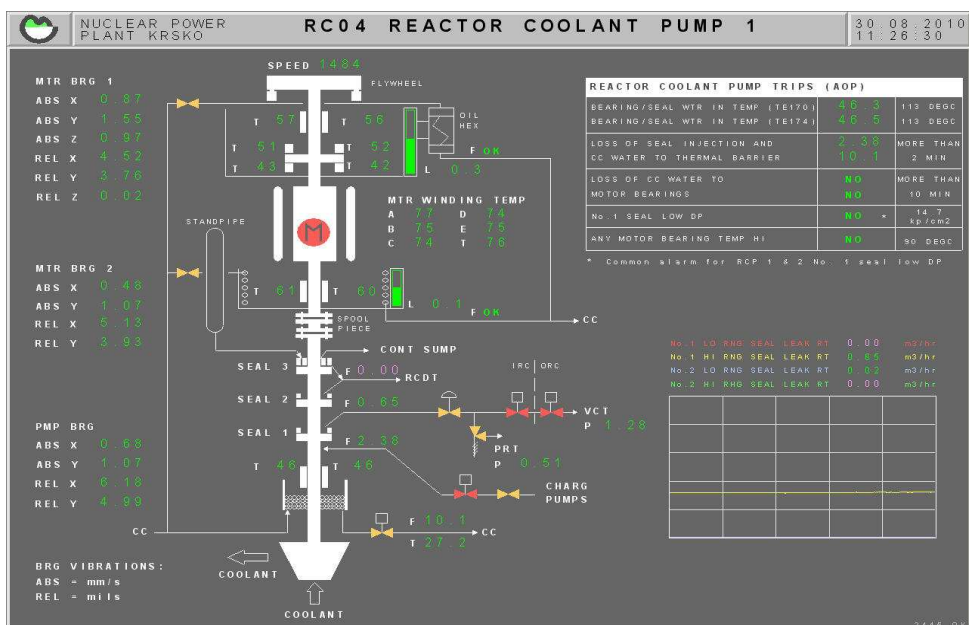 NUCLEAR POWER
PLANT KRSKO
RC04 REACTOR COOLANT PUMP 1
30.08.2010
11:26:30
SPEED 1484
FLYWHEEL
MTR BRG 1
ABS X 0.87
ABS Y 1.55
ABS Z 0.97
REL X 4.52
REL Y 3.76
REL Z 0.02
T 57 T 56
T 51 T 52
T 43 T 42
OIL
HEX
F OK
L 0.3
MTR WINDING TEMP
A 77 D 74
B 75 E 75
C 74 T 76
M
STANDPIPE
MTR BRG 2
ABS X 0.48
ABS Y 1.07
REL X 5.13
REL Y 3.93
T 61 T 60
L 0.1
F OK
CC
SPOOL
PIECE
CONT SUMP
SEAL 3
F 0.00
RCDT
SEAL 2
F 0.65
IRC ORC
VCT
P 1.28
SEAL 1
F 2.38
PRT
P 0.51
PMP BRG
ABS X 0.68
ABS Y 1.07
REL X 6.18
REL Y 4.99
T 46 T 46
CHARG
PUMPS
CC
F 10.1
CC
T 27.2
COOLANT
COOLANT
BRG VIBRATIONS:
ABS = mm/s
REL = mils
REACTOR COOLANT PUMP TRIPS (AOP)
BEARING/SEAL WTR IN TEMP (TE170) 46.3 113 DEGC
BEARING/SEAL WTR IN TEMP (TE174) 46.5 113 DEGC
LOSS OF SEAL INJECTION AND 2.38 MORE THAN
CC WATER TO THERMAL BARRIER 10.1 2 MIN
LOSS OF CC WATER TO NO MORE THAN
MOTOR BEARINGS NO 10 MIN
No.1 SEAL LOW DP NO * 14.7
kp/cm2
ANY MOTOR BEARING TEMP HI NO 90 DEGC
* Common alarm for RCP 1 & 2 No. 1 seal low DP
No.1 LO RNG SEAL LEAK RT 0.00 m3/hr
No.1 HI RNG SEAL LEAK RT 0.65 m3/hr
No.2 LO RNG SEAL LEAK RT 0.02 m3/hr
No.2 HI RHG SEAL LEAK RT 0.00 m3/hr